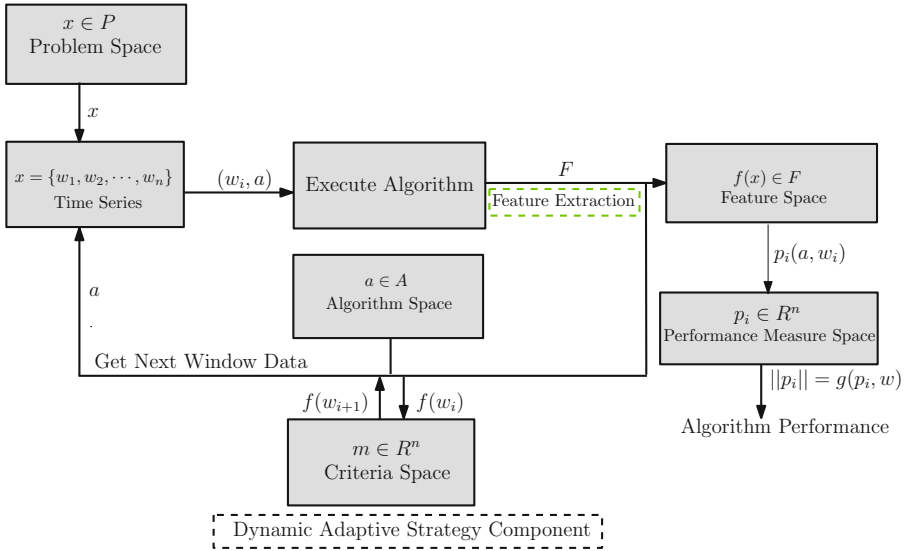 x ∈ P
Problem Space
x
x = {w₁, w₂, ⋯, wₙ}
Time Series
(wᵢ, a)
Execute Algorithm
F
Feature Extraction
f(x) ∈ F
Feature Space
pᵢ(a, wᵢ)
a ∈ A
Algorithm Space
a
.
pᵢ ∈ Rⁿ
Performance Measure Space
Get Next Window Data
||pᵢ|| = g(pᵢ, w)
f(wᵢ₊₁)
f(wᵢ)
Algorithm Performance
m ∈ Rⁿ
Criteria Space
Dynamic Adaptive Strategy Component